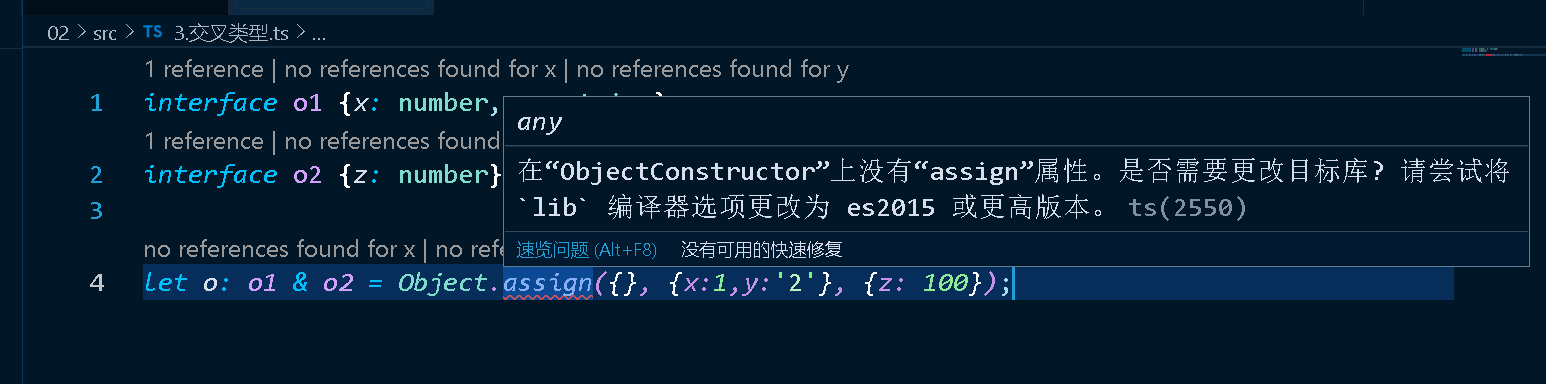 02 > src > TS 3.交叉类型.ts > ...
1 reference | no references found for x | no references found for y
1 interface o1 {x: number,
any
1 reference | no references found
在“ObjectConstructor”上没有“assign”属性。是否需要更改目标库? 请尝试将
2 interface o2 {z: number}
`lib` 编译器选项更改为 es2015 或更高版本。 ts(2550)
3
no references found for x | no
速览问题 (Alt+F8) 没有可用的快速修复
4 let o: o1 & o2 = Object.assign({}, {x:1,y:'2'}, {z: 100});